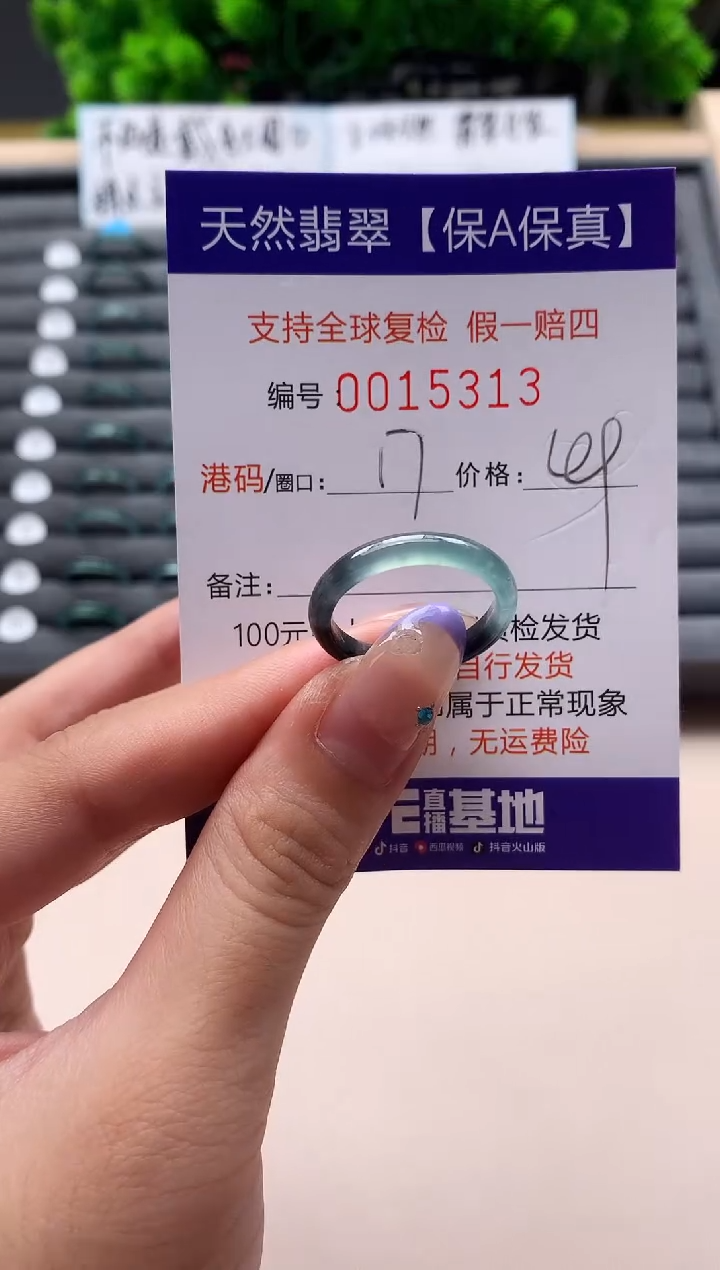 天然翡翠【保A保真】
支持全球复检 假一赔四
编号:0015313
港码/圈口:17 价格:
备注:
100元 检发货
自行发货
属于正常现象
,无运费险
直播基地
抖音 西瓜视频 抖音火山版